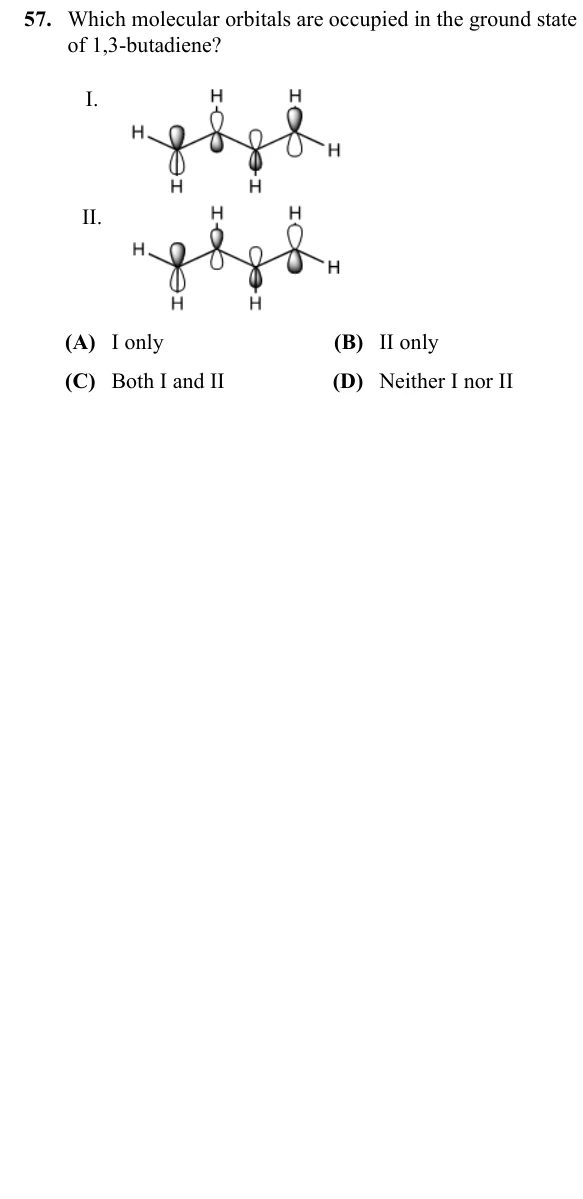 57. Which molecular orbitals are occupied in the ground state
of 1,3-butadiene?
I.
H H
H
H
H H
II.
H H
H
H
H H
(A) I only (B) II only
(C) Both I and II (D) Neither I nor II